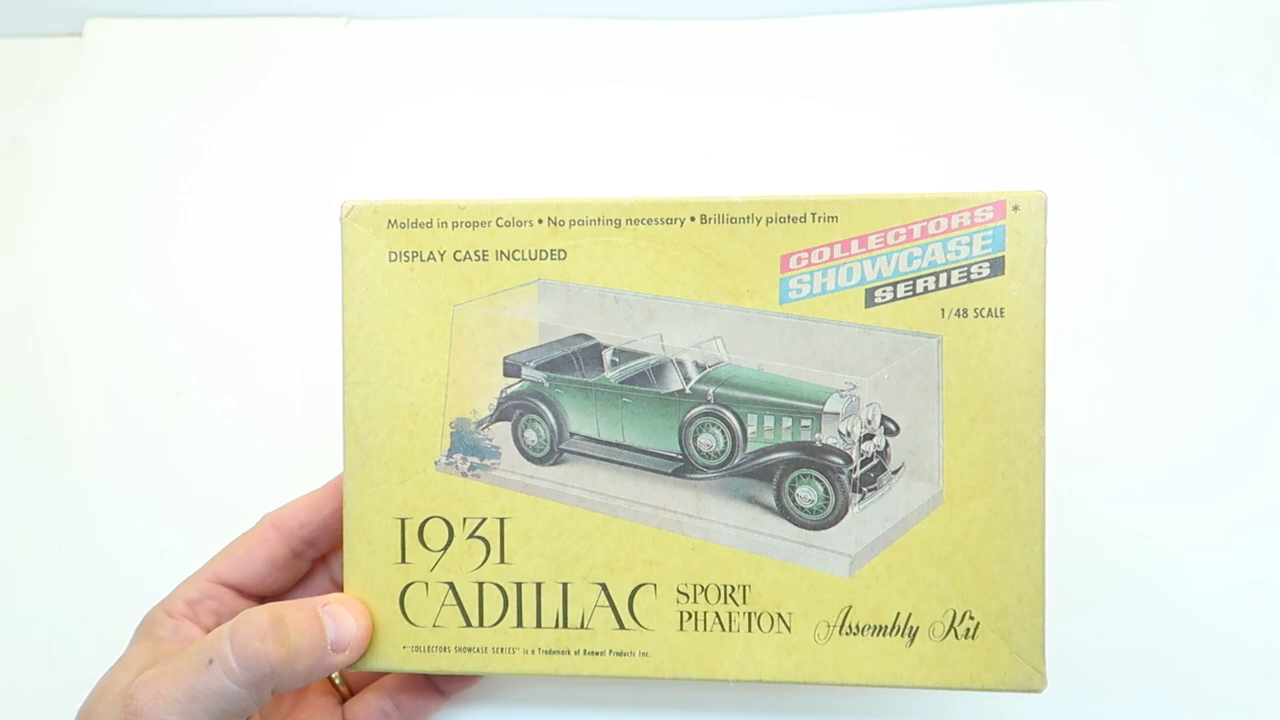 Molded in proper Colors • No painting necessary • Brilliantly plated Trim
DISPLAY CASE INCLUDED
COLLECTORS *
SHOWCASE
SERIES
1/48 SCALE
1931
CADILLAC SPORT PHAETON Assembly Kit
*"COLLECTORS SHOWCASE SERIES" is a Trademark of Renwal Products Inc.